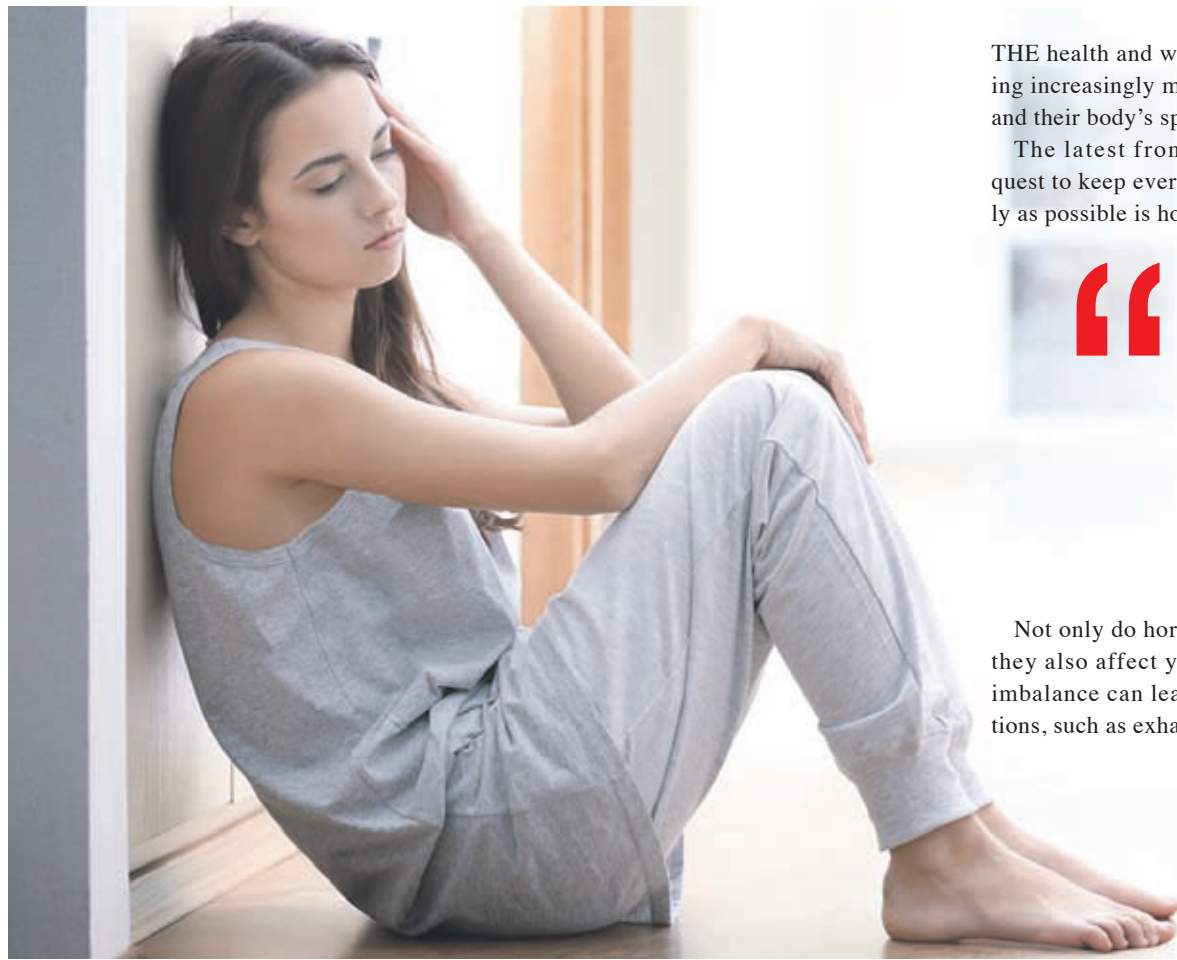 THE health and w
ing increasingly m
and their body’s sp
The latest fron
quest to keep ever
ly as possible is ho
“
Not only do hor
they also affect y
imbalance can lea
tions, such as exha